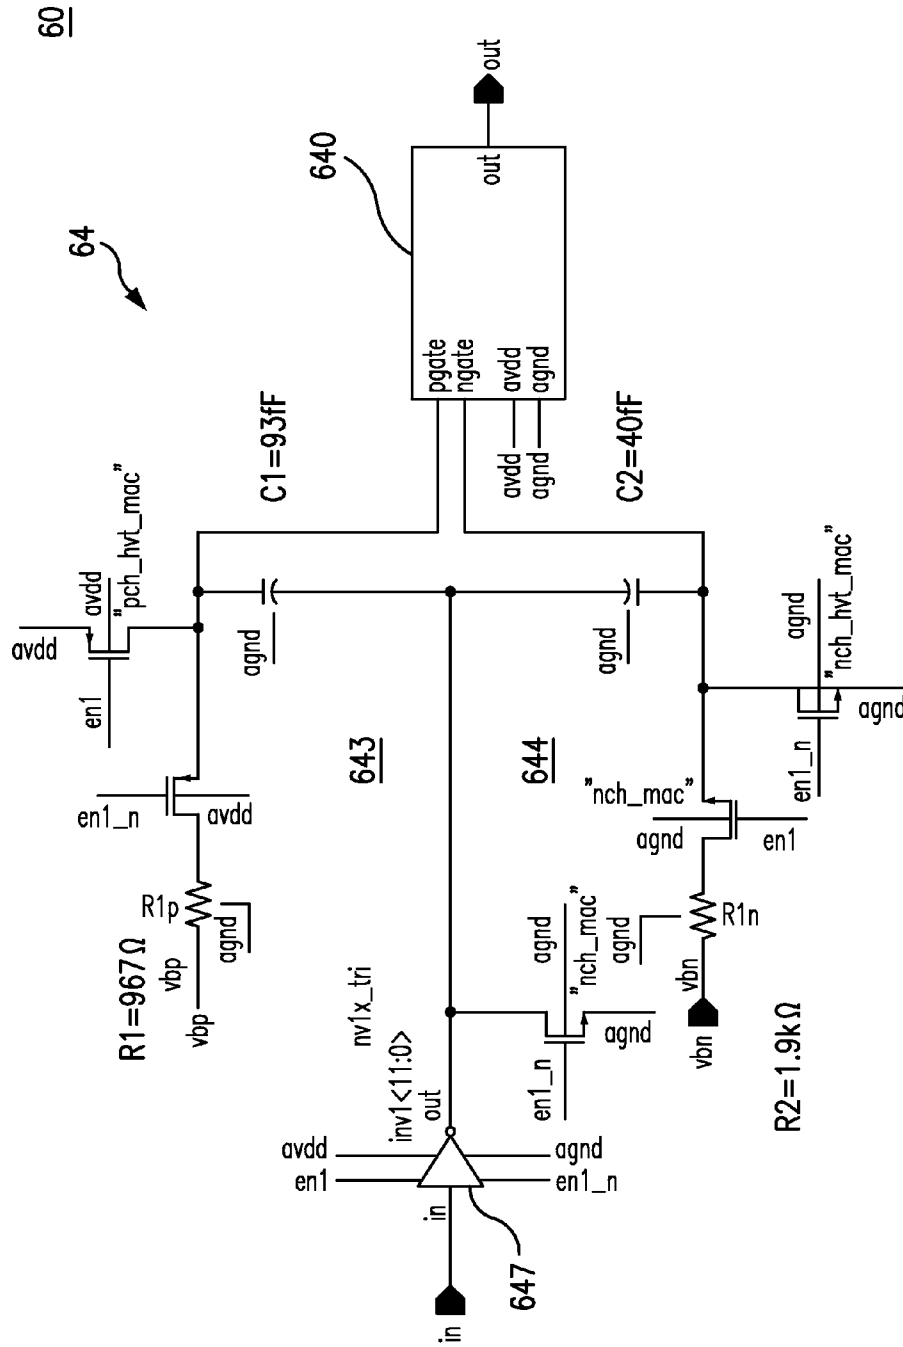 60
64
640
out
out
pgate
ngate
avdd
agnd
avdd
agnd
C1=93fF
C2=40fF
avdd
avdd
"pch_hvt_mac"
en1
agnd
agnd
agnd
"nch_hvt_mac"
en1_n
agnd
en1_n
avdd
643
644
"nch_mac"
agnd
en1
R1p
agnd
vbp
vbp
R1=967Ω
agnd
R1n
vbn
vbn
R2=1.9kΩ
agnd
"nch_mac"
en1_n
agnd
nv1x_tri
inv1<11:0>
out
avdd
en1
agnd
en1_n
in
647
in